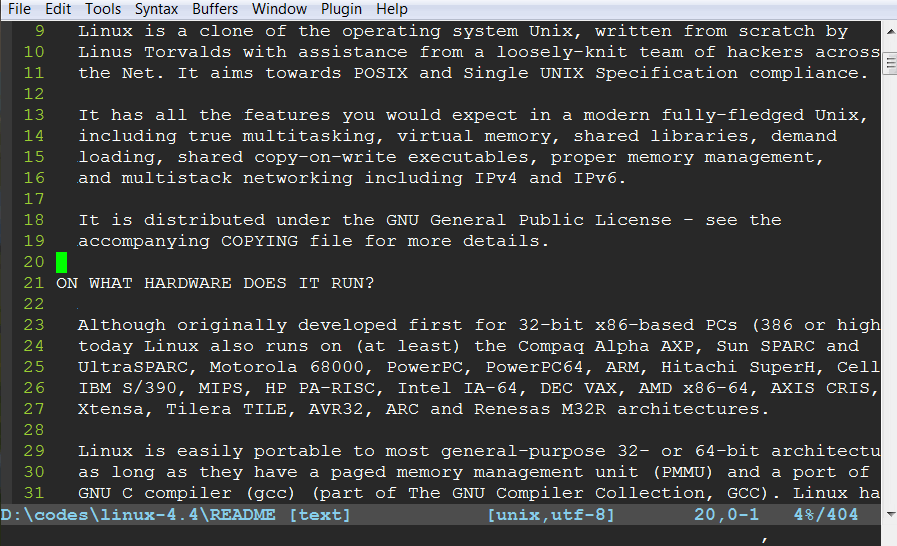 File Edit Tools Syntax Buffers Window Plugin Help
9 Linux is a clone of the operating system Unix, written from scratch by
10 Linus Torvalds with assistance from a loosely-knit team of hackers across
11 the Net. It aims towards POSIX and Single UNIX Specification compliance.
12
13 It has all the features you would expect in a modern fully-fledged Unix,
14 including true multitasking, virtual memory, shared libraries, demand
15 loading, shared copy-on-write executables, proper memory management,
16 and multistack networking including IPv4 and IPv6.
17
18 It is distributed under the GNU General Public License - see the
19 accompanying COPYING file for more details.
20
21 ON WHAT HARDWARE DOES IT RUN?
22
23 Although originally developed first for 32-bit x86-based PCs (386 or high
24 today Linux also runs on (at least) the Compaq Alpha AXP, Sun SPARC and
25 UltraSPARC, Motorola 68000, PowerPC, PowerPC64, ARM, Hitachi SuperH, Cell
26 IBM S/390, MIPS, HP PA-RISC, Intel IA-64, DEC VAX, AMD x86-64, AXIS CRIS,
27 Xtensa, Tilera TILE, AVR32, ARC and Renesas M32R architectures.
28
29 Linux is easily portable to most general-purpose 32- or 64-bit architectu
30 as long as they have a paged memory management unit (PMMU) and a port of
31 GNU C compiler (gcc) (part of The GNU Compiler Collection, GCC). Linux ha
D:\codes\linux-4.4\README [text] [unix,utf-8] 20,0-1 4%/404
,